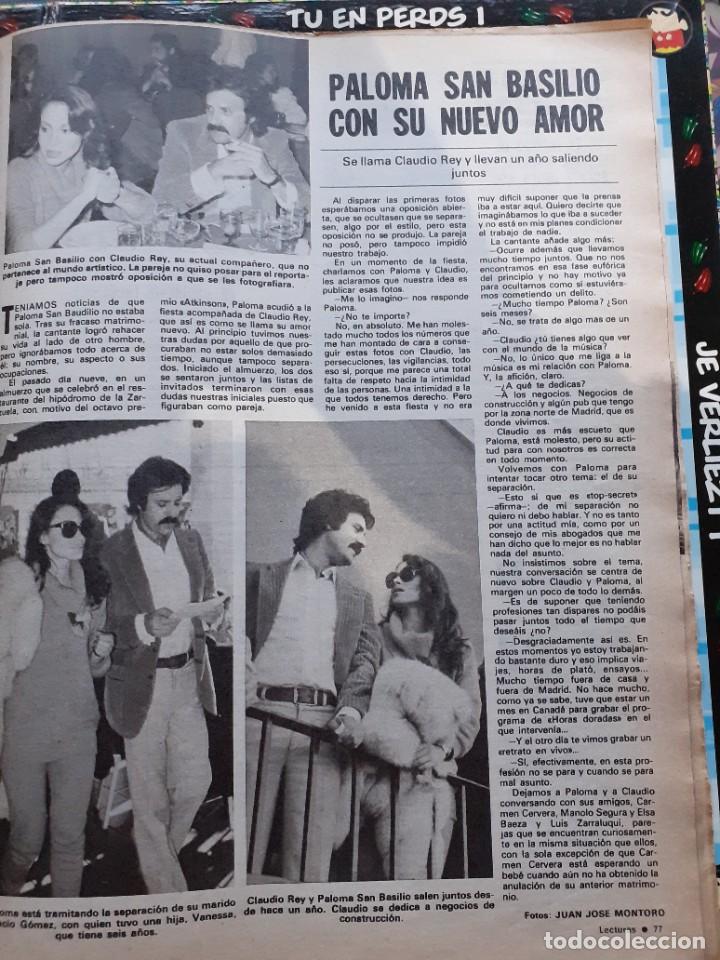 TU EN PERDS 1
PALOMA SAN BASILIO
CON SU NUEVO AMOR
Se llama Claudio Rey y llevan un año saliendo
juntos
Paloma San Basilio con Claudio Rey, su actual compañero, que no
pertenece al mundo artístico. La pareja no quiso posar para el reporta-
je pero tampoco mostró oposición a que se les fotografiara.
TENIAMOS noticias de que
Paloma San Baudilio no estaba
sola. Tras su fracaso matrimo-
nial, la cantante logró rehacer
su vida al lado de otro hombre,
pero ignorábamos todo acerca de
él: su nombre, su aspecto o sus
ocupaciones.
El pasado día nueve, en un
almuerzo que se celebró en el res-
taurante del hipódromo de la Zar-
zuela, con motivo del octavo pre-
mio «Atkinson», Paloma acudió a la
fiesta acompañada de Claudio Rey,
que así es como se llama su amor
nuevo. Al principio tuvimos nues-
tras dudas por aquello de que pro-
curaban no estar solos demasiado
tiempo, aunque tampoco separa-
dos. Iniciado el almuerzo, los dos
se sentaron juntos y las listas de
invitados terminaron con esas
dudas nuestras iniciales puesto que
figuraban como pareja.
Al disparar las primeras fotos
esperábamos una oposición abier-
ta, que se ocultasen que se separa-
sen, algo por el estilo, pero esta
oposición no se produjo. La pareja
no posó, pero tampoco impidió
nuestro trabajo.
En un momento de la fiesta,
charlamos con Paloma y Claudio,
les aclaramos que nuestra idea es
publicar esas fotos.
—Me lo imagino— nos responde
Paloma.
—¿No te importa?
No, en absoluto. Me han moles-
tado mucho todos los números que
me han montado de cara a conse-
guir estas fotos con Claudio, las
persecuciones, las vigilancias, todo
eso sí, porque me parece una total
falta de respeto hacia la intimidad
de las personas. Una intimidad a la
que todos tenemos derecho. Pero
he venido a esta fiesta y no era
muy difícil suponer que la prensa
iba a estar aquí. Quiero decirte que
imaginábamos lo que iba a suceder
y no está en mis planes condicionar
el trabajo de nadie.
La cantante añade algo más:
—Ocurre además que llevamos
mucho tiempo juntos. Que no nos
encontramos en esa fase eufórica
del principio y no hay motivo ya
para ocultarnos como si estuviéra-
mos cometiendo un delito.
—¿Mucho tiempo Paloma? ¿Son
seis meses?
—No, se trata de algo mas de un
año.
—Claudio ¿tú tienes algo que ver
con el mundo de la música?
—No, lo único que me liga a la
música es mi relación con Paloma.
Y, la afición, claro.
—¿A qué te dedicas?
—A los negocios. Negocios de
construcción y algún pub que tengo
por la zona norte de Madrid, que es
donde vivimos.
Claudio es más escueto que
Paloma, está molesto, pero su acti-
tud para con nosotros es correcta
en todo momento.
Volvemos con Paloma para
intentar tocar otro tema: el de su
separación.
—Esto si que es «top-secret»
—afirma—; de mi separación no
quiero ni debo hablar. Y no es tanto
por una actitud mía, como por un
consejo de mis abogados que me
han dicho que lo mejor es no hablar
nada del asunto.
No insistimos sobre el tema,
nuestra conversación se centra de
nuevo sobre Claudio y Paloma, al
margen un poco de todo lo demás.
—Es de suponer que teniendo
profesiones tan dispares no podáis
pasar juntos todo el tiempo que
deseáis ¿no?
—Desgraciadamente así es. En
estos momentos yo estoy trabajan-
do bastante duro y eso implica via-
jes, horas de plató, ensayos...
Mucho tiempo fuera de casa y
fuera de Madrid. No hace mucho,
como ya se sabe, tuve que estar un
mes en Canadá para grabar el pro-
grama de «Horas doradas» en el
que intervenía...
—Y el otro día te vimos grabar un
«retrato en vivo»...
—Sí, efectivamente, en esta pro-
fesión no se para y cuando se para
mal asunto.
Dejamos a Paloma y a Claudio
conversando con sus amigos, Car-
men Cervera, Manolo Segura y Elsa
Baeza y Luis Zarraluqui, pare-
jas que se encuentran curiosamente
en la misma situación que ellos,
con la sola excepción de que Car-
men Cervera está esperando un
bebé cuando aún no ha obtenido la
anulación de su anterior matrimo-
nio.
Fotos: JUAN JOSE MONTORO
Lecturas • 77
oma está tramitando la separación de su marido
acio Gómez, con quien tuvo una hija, Vanessa,
que tiene seis años.
Claudio Rey y Paloma San Basilio salen juntos des-
de hace un año. Claudio se dedica a negocios de
construcción.
JE VERLIEZT 1
todocoleccion.net